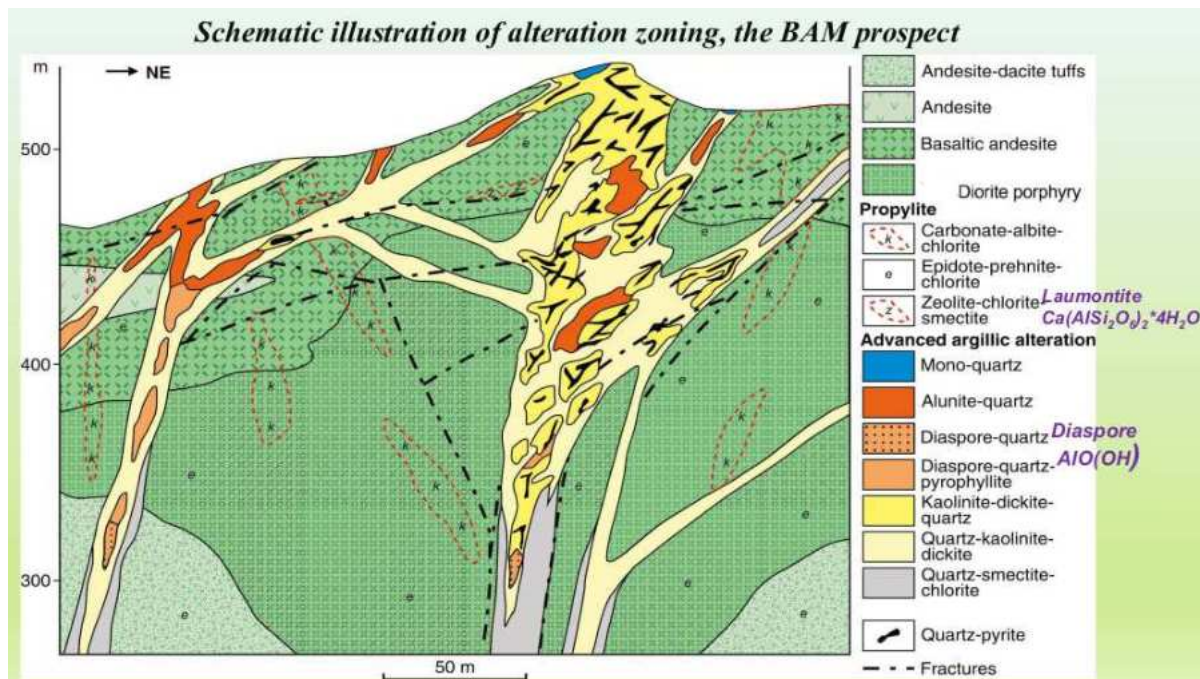 Schematic illustration of alteration zoning, the BAM prospect
m
NE
500
400
300
50 m
Andesite-dacite tuffs
Andesite
Basaltic andesite
Diorite porphyry
Propylite
k
Carbonate-albite-
chlorite
e
Epidote-prehnite-
chlorite
z
Zeolite-chlorite-
smectite
Laumontite
Ca(AlSi₂O₆)₂*4H₂O
Advanced argillic alteration
Mono-quartz
Alunite-quartz
Diaspore-quartz
Diaspore
AlO(OH)
Diaspore-quartz-
pyrophyllite
Kaolinite-dickite-
quartz
Quartz-kaolinite-
dickite
Quartz-smectite-
chlorite
Quartz-pyrite
Fractures